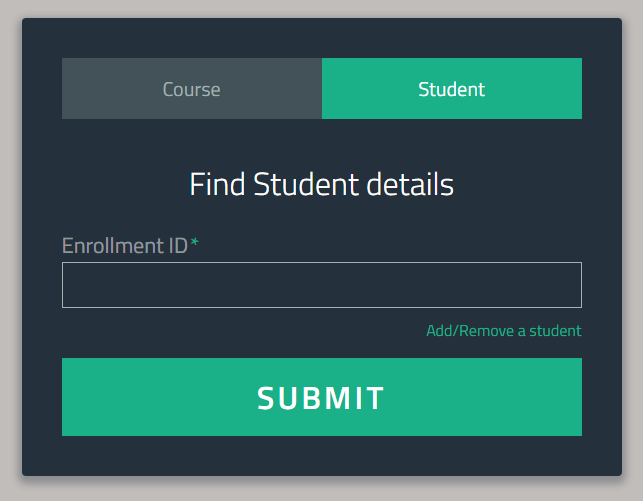 Course Student
Find Student details
Enrollment ID*
Add/Remove a student
SUBMIT